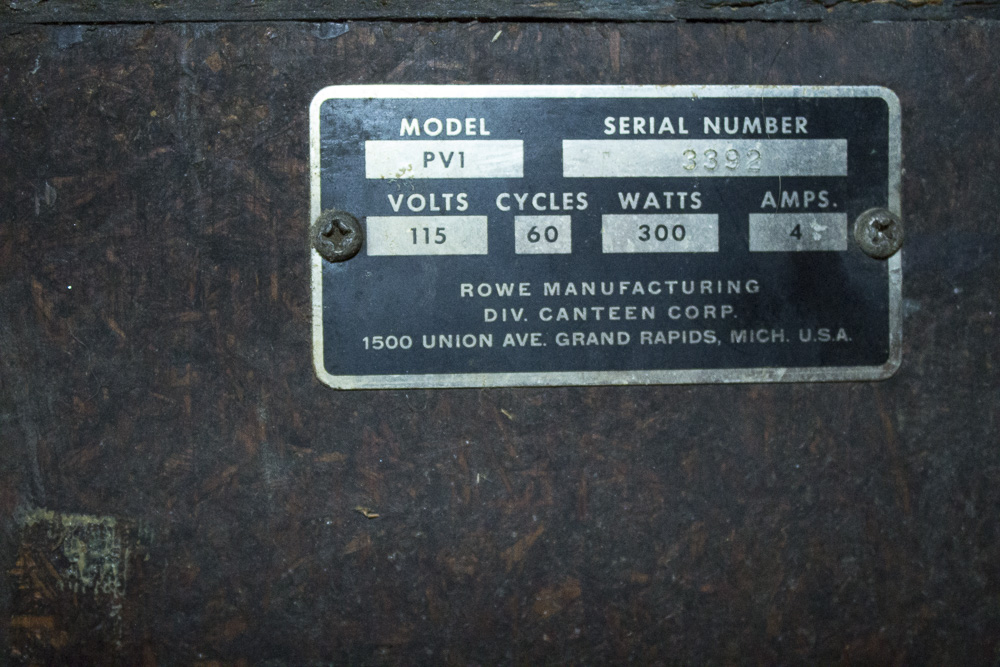 MODEL SERIAL NUMBER
PV1 3392
VOLTS CYCLES WATTS AMPS.
115 60 300 4
ROWE MANUFACTURING
DIV. CANTEEN CORP.
1500 UNION AVE. GRAND RAPIDS, MICH. U.S.A.